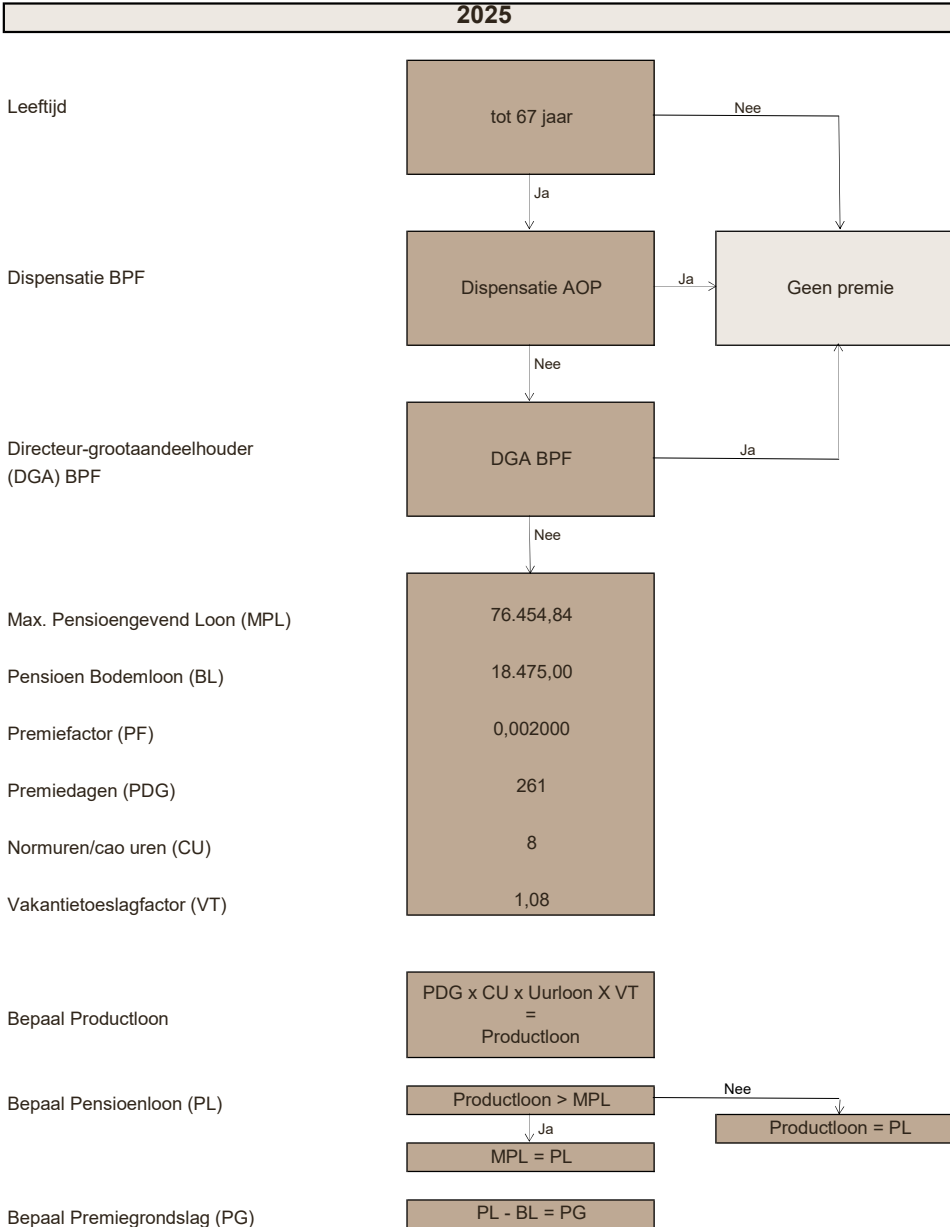 2025
Leeftijd
tot 67 jaar
Nee
Ja
Dispensatie BPF
Dispensatie AOP
Ja
Geen premie
Nee
Directeur-grootaandeelhouder
(DGA) BPF
DGA BPF
Ja
Nee
Max. Pensioengevend Loon (MPL)
76.454,84
Pensioen Bodemloon (BL)
18.475,00
Premiefactor (PF)
0,002000
Premiedagen (PDG)
261
Normuren/cao uren (CU)
8
Vakantietoeslagfactor (VT)
1,08
Bepaal Productloon
PDG x CU x Uurloon X VT
=
Productloon
Bepaal Pensioenloon (PL)
Productloon > MPL
Nee
Productloon = PL
Ja
MPL = PL
Bepaal Premiegrondslag (PG)
PL - BL = PG